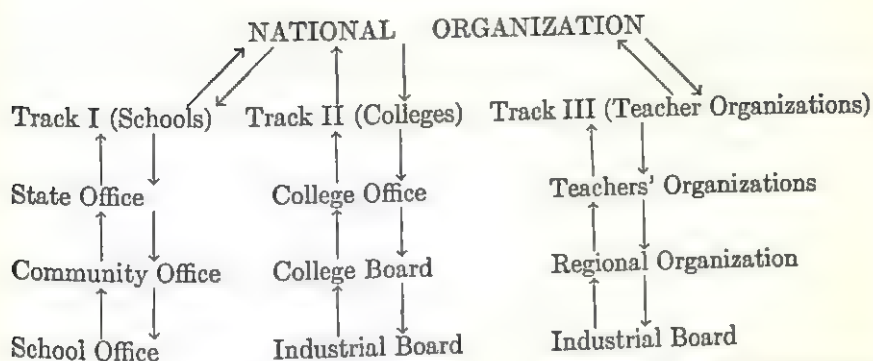 NATIONAL ORGANIZATION
Track I (Schools) Track II (Colleges) Track III (Teacher Organizations)
State Office College Office Teachers' Organizations
Community Office College Board Regional Organization
School Office Industrial Board Industrial Board